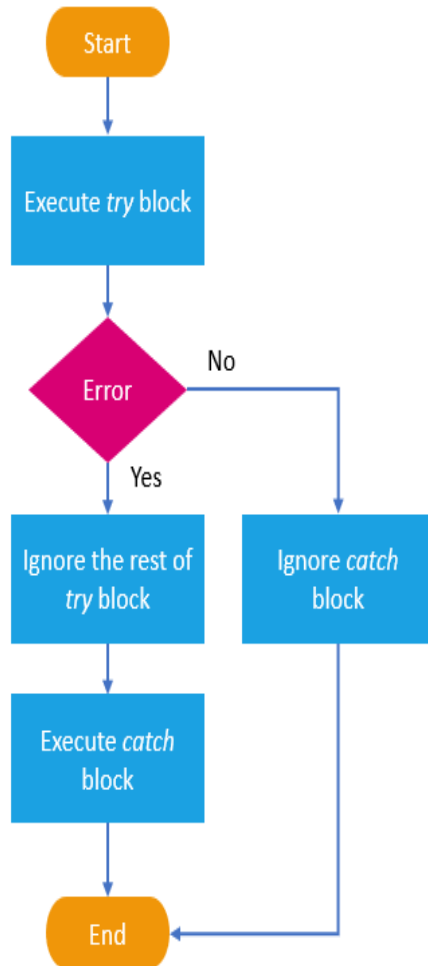 Start
Execute try block
Error
No
Yes
Ignore the rest of
try block
Ignore catch
block
Execute catch
block
End